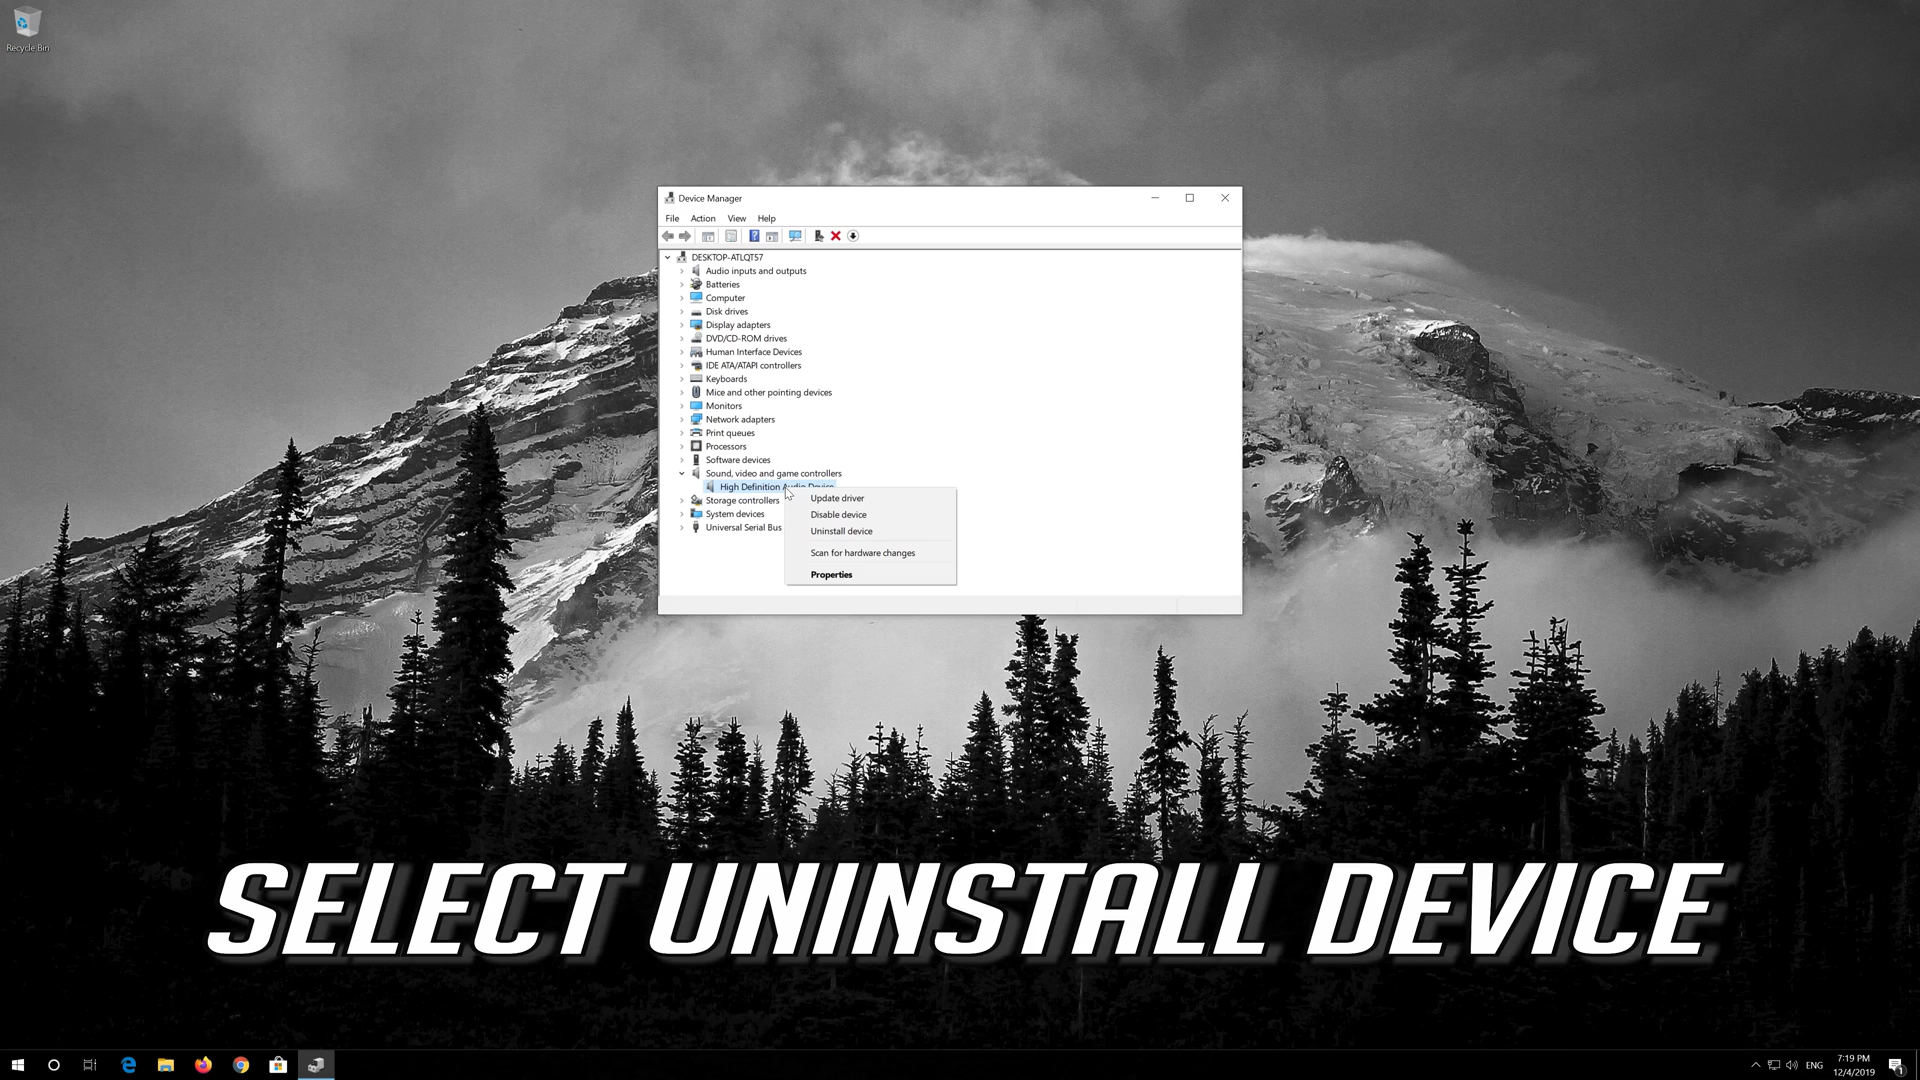 Recycle Bin
Device Manager
File Action View Help
DESKTOP-ATLQT57
Audio inputs and outputs
Batteries
Computer
Disk drives
Display adapters
DVD/CD-ROM drives
Human Interface Devices
IDE ATA/ATAPI controllers
Keyboards
Mice and other pointing devices
Monitors
Network adapters
Print queues
Processors
Software devices
Sound, video and game controllers
High Definition Audio Device
Storage controllers
System devices
Universal Serial Bus
Update driver
Disable device
Uninstall device
Scan for hardware changes
Properties
SELECT UNINSTALL DEVICE
ENG
7:19 PM
12/4/2019
1